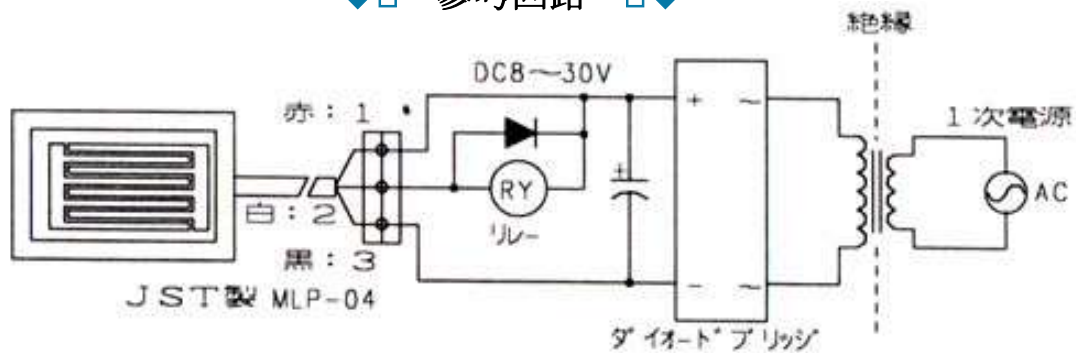 参考回路
絶縁
DC8～30V
赤：1
+ ～
1次電源
+
RY
AC
白：2
リレー
黒：3
- ～
JST製 MLP-04
ダイオードブリッジ